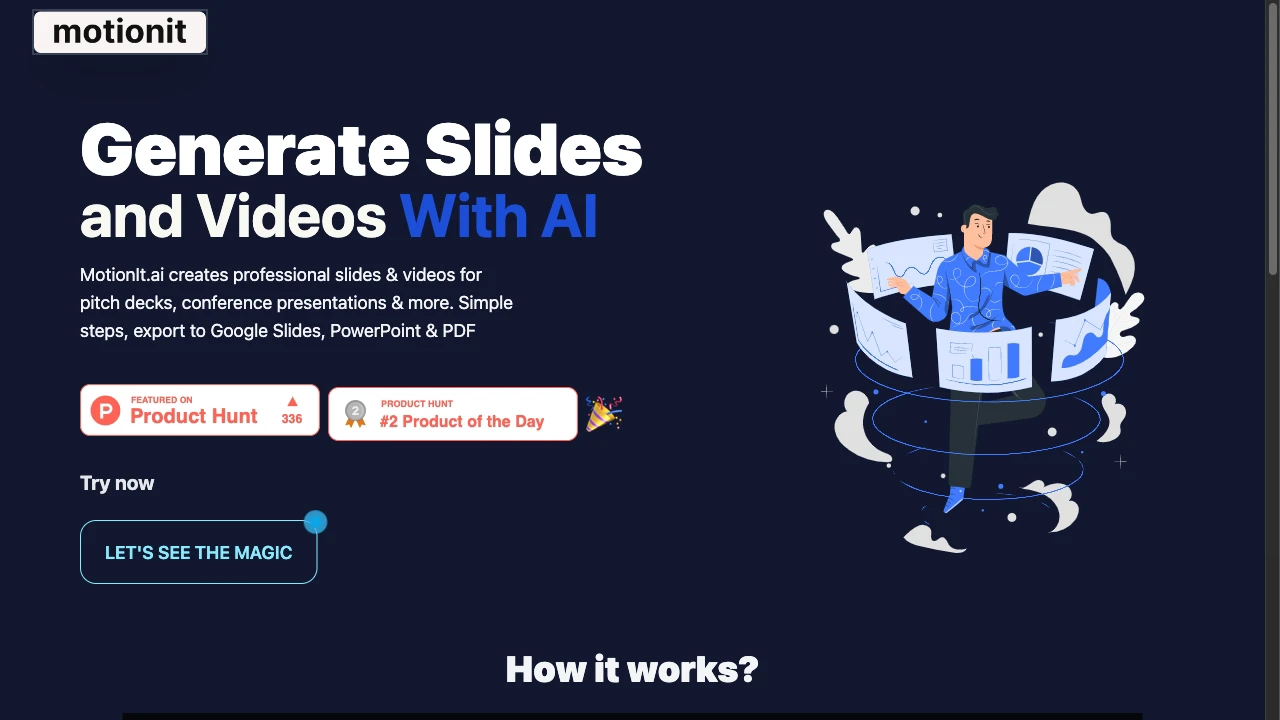 motionit
Generate Slides
and Videos With AI
MotionIt.ai creates professional slides & videos for
pitch decks, conference presentations & more. Simple
steps, export to Google Slides, PowerPoint & PDF
FEATURED ON
Product Hunt
336
2
PRODUCT HUNT
#2 Product of the Day
Try now
LET'S SEE THE MAGIC
How it works?